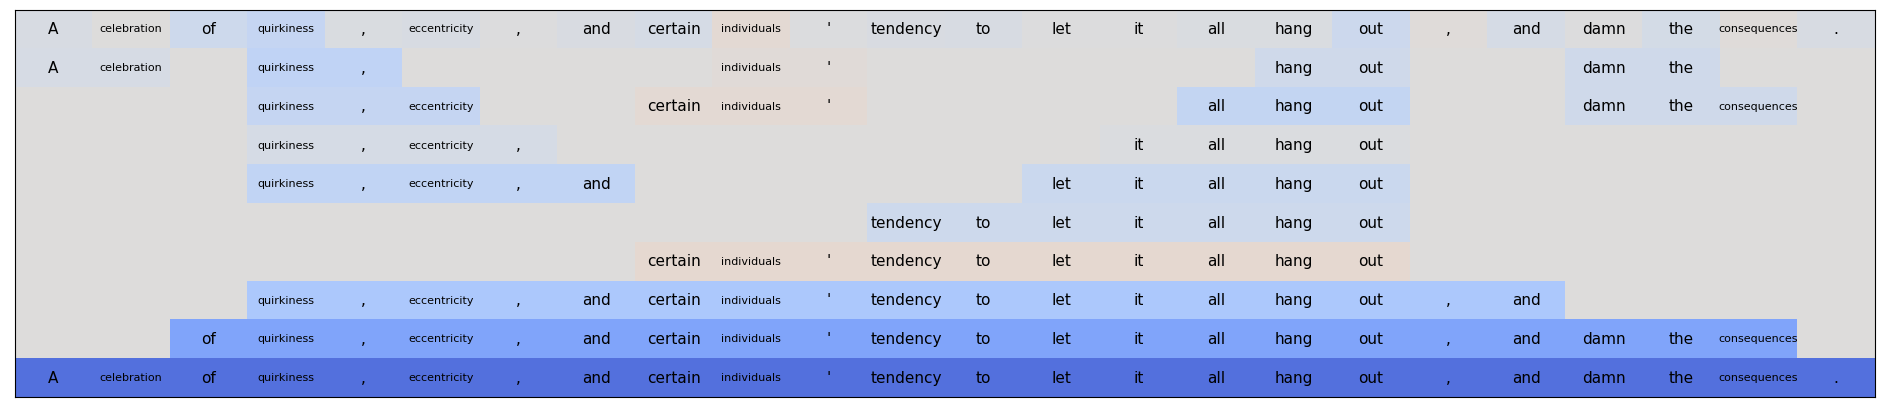 A celebration of quirkiness , eccentricity , and certain individuals ' tendency to let it all hang out , and damn the consequences .
A celebration quirkiness , individuals ' hang out damn the
quirkiness , eccentricity certain individuals ' all hang out damn the consequences
quirkiness , eccentricity , it all hang out
quirkiness , eccentricity , and let it all hang out
tendency to let it all hang out
certain individuals ' tendency to let it all hang out
quirkiness , eccentricity , and certain individuals ' tendency to let it all hang out , and
of quirkiness , eccentricity , and certain individuals ' tendency to let it all hang out , and damn the consequences
A celebration of quirkiness , eccentricity , and certain individuals ' tendency to let it all hang out , and damn the consequences .